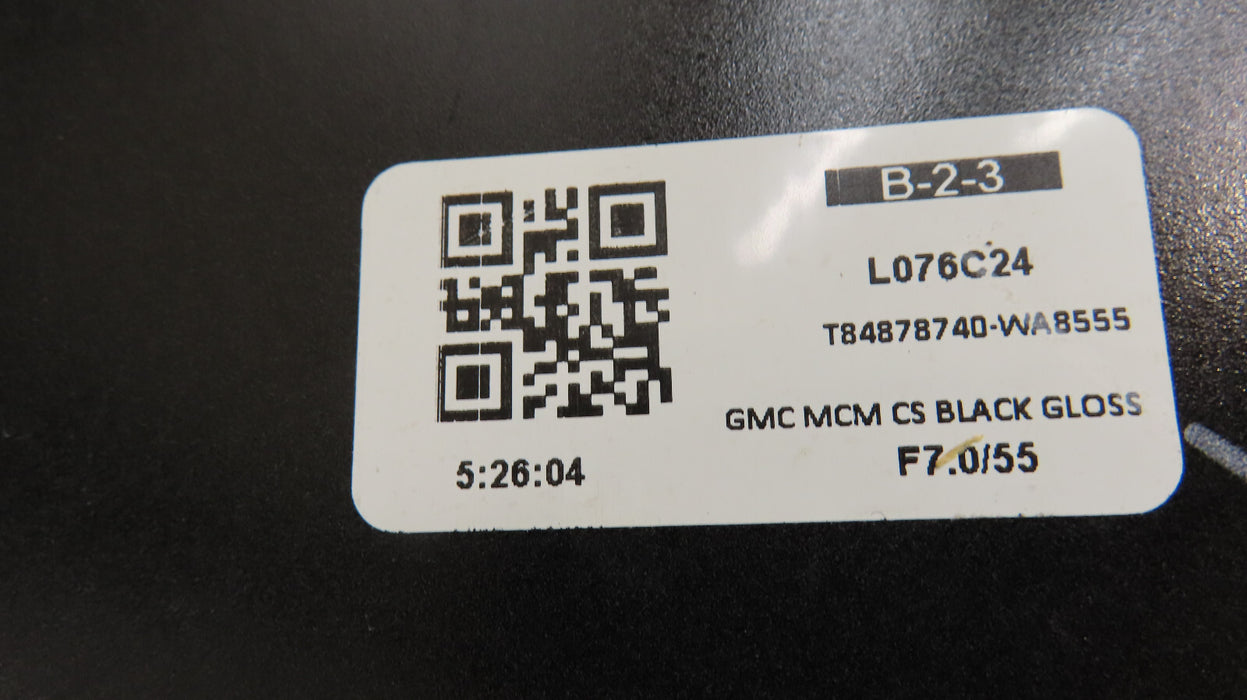 B-2-3
L076C24
T84878740-WA8555
GMC MCM CS BLACK GLOSS
F7.0/55
5:26:04